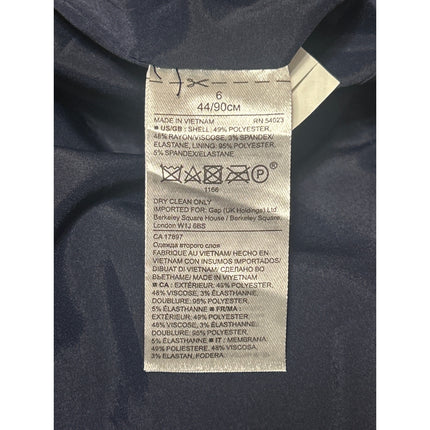 6
44/90CM
MADE IN VIETNAM RN 54023
■ US/GB : SHELL: 49% POLYESTER,
48% RAYON/VISCOSE, 3% SPANDEX/
ELASTANE, LINING: 95% POLYESTER,
5% SPANDEX/ELASTANE
P
1166
DRY CLEAN ONLY
IMPORTED FOR: Gap (UK Holdings) Ltd
Berkeley Square House / Berkeley Square,
London W1J 6BS
CA 17897
Одежда второго слоя
FABRIQUÉ AU VIETNAM/ HECHO EN
VIETNAM CON INSUMOS IMPORTADOS/
DIBUAT DI VIETNAM/ СДЕЛАНО ВО
ВЬЕТНАМЕ/ MADE IN VIYETNAM
■ CA : EXTÉRIEUR: 49% POLYESTER,
48% VISCOSE, 3% ÉLASTHANNE,
DOUBLURE: 95% POLYESTER,
5% ÉLASTHANNE ■ FR/MA :
EXTÉRIEUR: 49% POLYESTER,
48% VISCOSE, 3% ÉLASTHANNE,
DOUBLURE: 95% POLYESTER,
5% ÉLASTHANNE ■ IT : MEMBRANA:
49% POLIESTERE, 48% VISCOSA,
3% ELASTAN, FODERA: